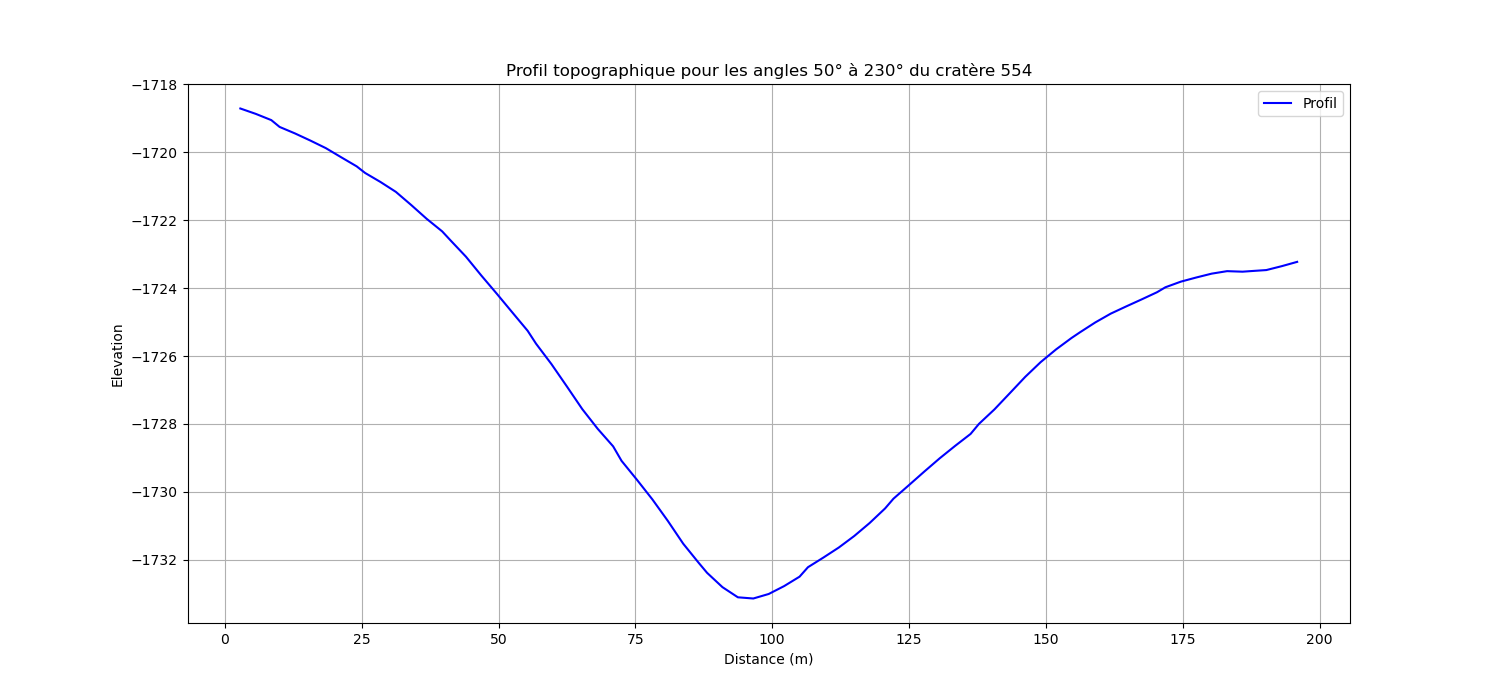 Profil topographique pour les angles 50° à 230° du cratère 554
Profil
−1718
−1720
−1722
−1724
−1726
−1728
−1730
−1732
Elevation
0 25 50 75 100 125 150 175 200
Distance (m)